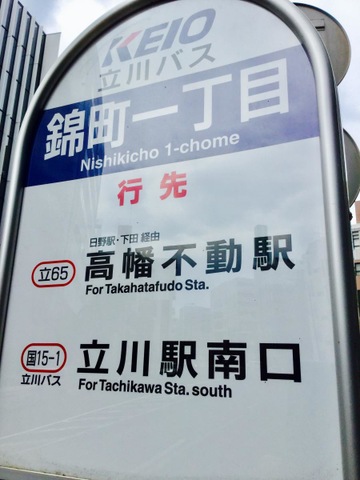 KEIO
立川バス
錦町一丁目
Nishikicho 1-chome
行先
日野駅・下田 経由
立65 高幡不動駅
For Takahatafudo Sta.
国15-1 立川駅南口
立川バス For Tachikawa Sta. south